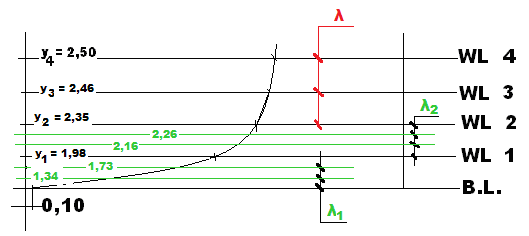 λ
y4 = 2,50 WL 4
y3 = 2,46 WL 3
λ2
y2 = 2,35 WL 2
2,26
2,16
y1 = 1,98 WL 1
1,73
1,34
B.L.
0,10
λ1